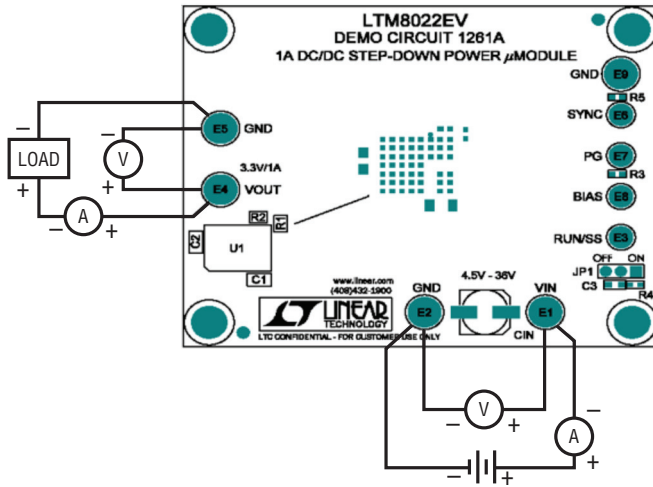 LTM8022EV
DEMO CIRCUIT 1261A
1A DC/DC STEP-DOWN POWER µMODULE
GND E9
R5
SYNC E6
PG E7
R3
BIAS E8
RUN/SS E3
OFF ON
JP1
C3
R4
E5 GND
3.3V/1A
E4 VOUT
LOAD
- +
V
- +
A
- +
R2
R1
C2
U1
C1
www.linear.com
(408)432-1900
LT LINEAR
TECHNOLOGY
LTC CONFIDENTIAL - FOR CUSTOMER USE ONLY
GND
E2
4.5V - 36V
CIN
VIN
E1
V
- +
A
- +
- +